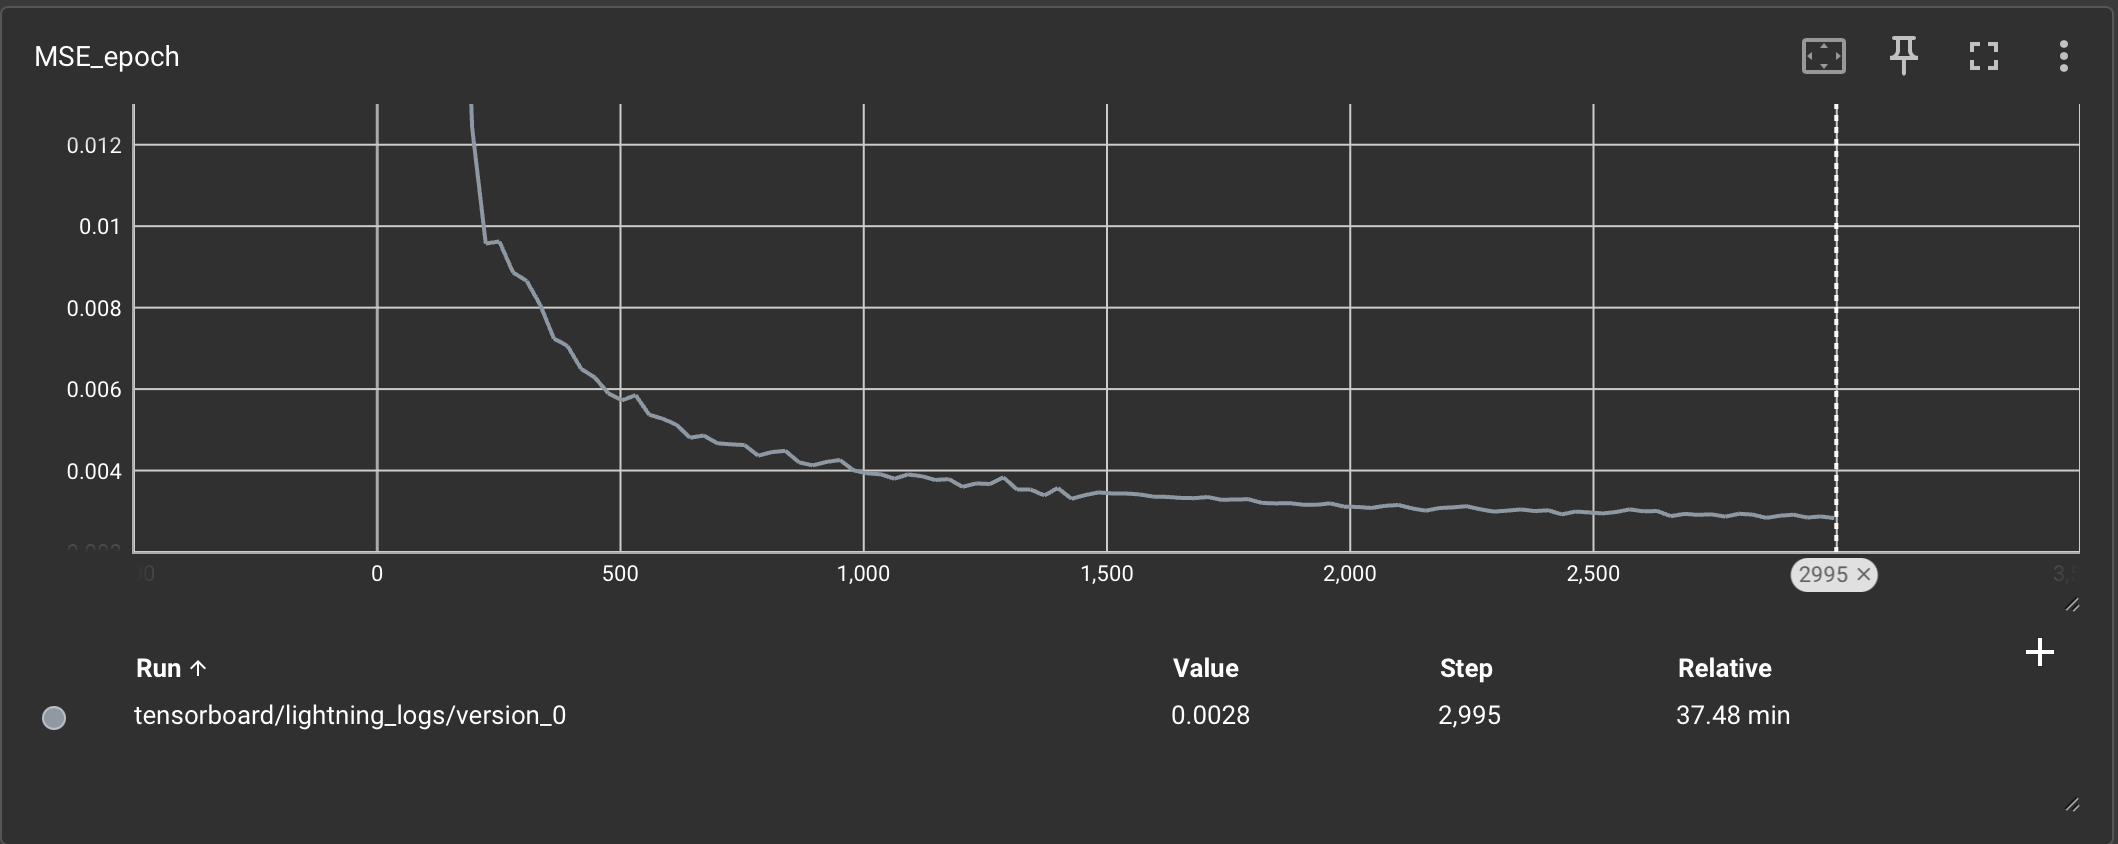 MSE_epoch
0.012
0.01
0.008
0.006
0.004
0 500 1,000 1,500 2,000 2,500 2995 ×
Run ↑ Value Step Relative
tensorboard/lightning_logs/version_0 0.0028 2,995 37.48 min